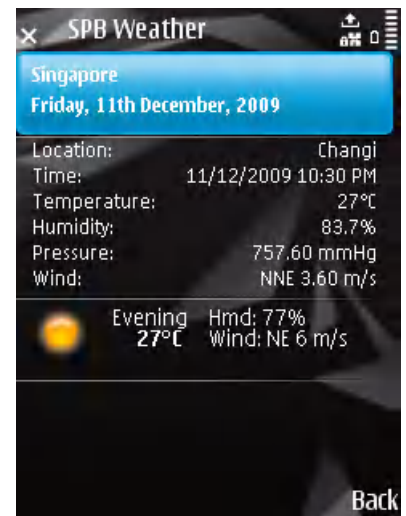 SPB Weather
Singapore
Friday, 11th December, 2009
Location: Changi
Time: 11/12/2009 10:30 PM
Temperature: 27°C
Humidity: 83.7%
Pressure: 757.60 mmHg
Wind: NNE 3.60 m/s
Evening Hmd: 77%
27°C Wind: NE 6 m/s
Back